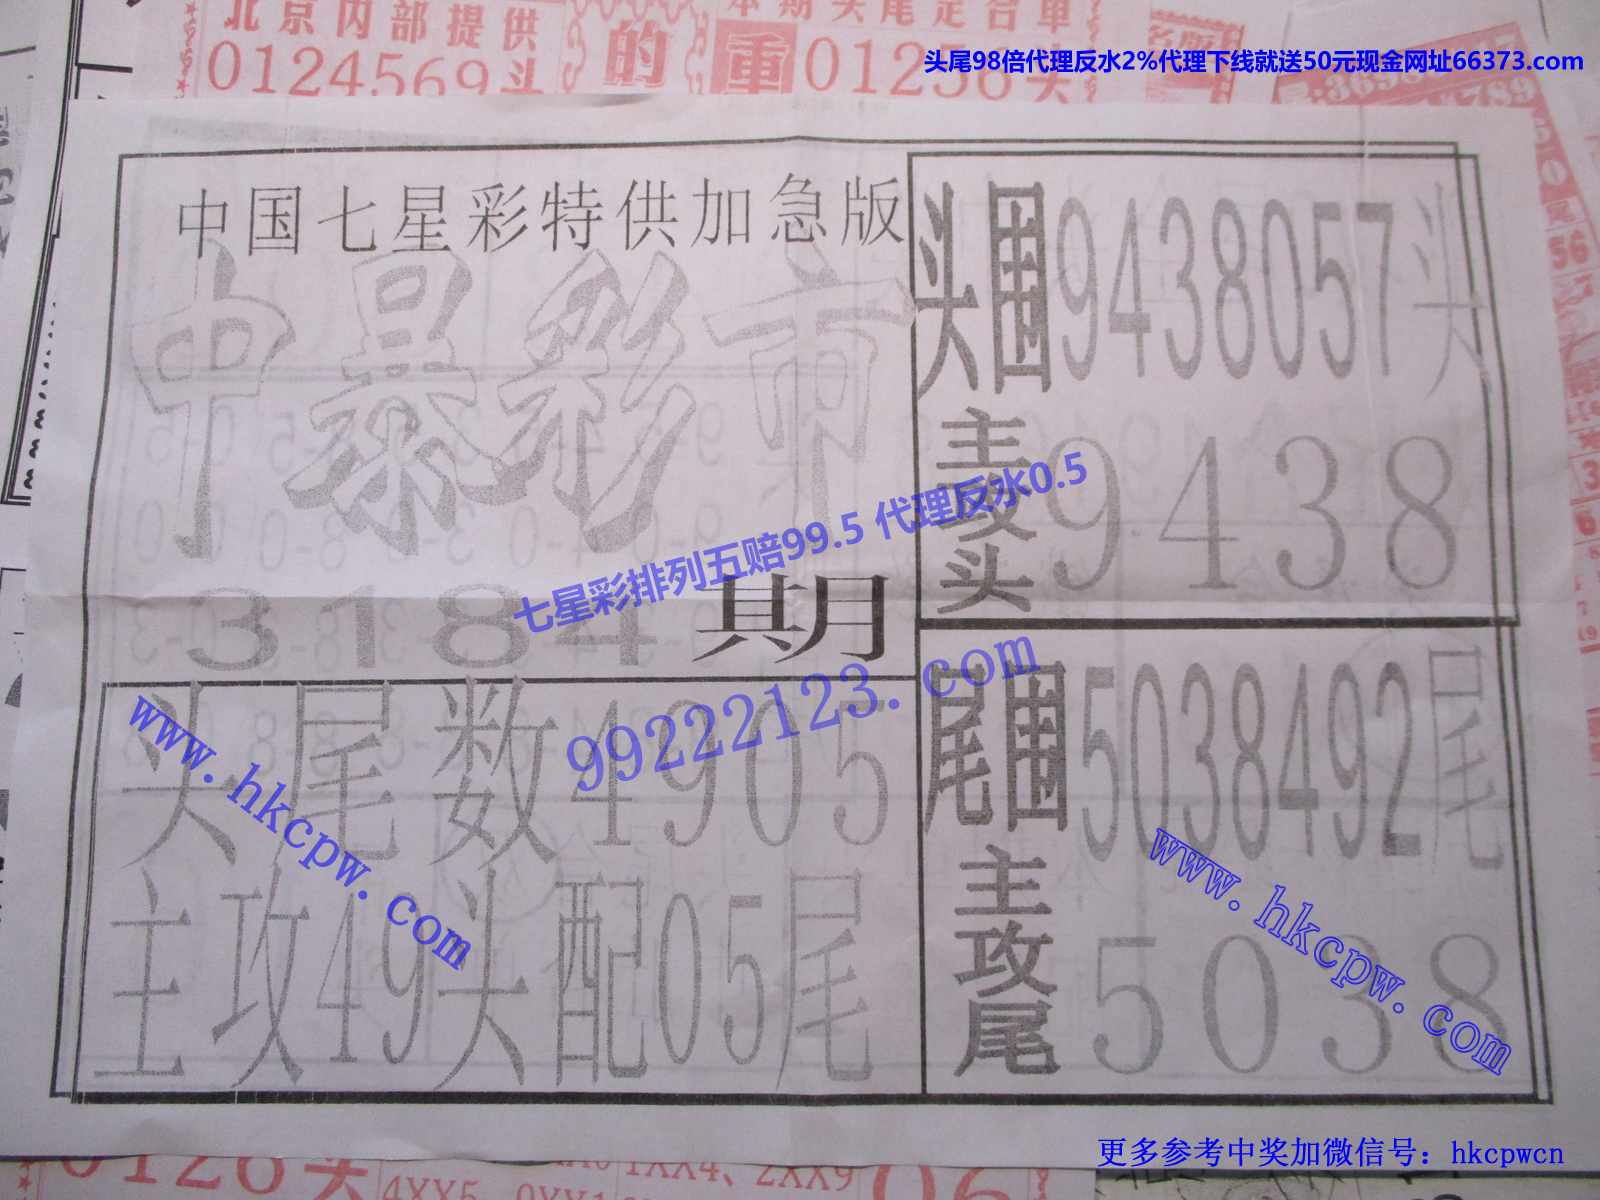 北京内部提供
0124569头
的
重
本期头尾定合单
头尾98倍代理反水2%代理下线就送50元现金网址66373.com
中国七星彩特供加急版
中暴彩市
3184期
头围9438057头
主攻头9438
七星彩排列五赔99.5 代理反水0.5
99222123.com
头尾数4905
主攻49头配05尾
www.hkcpw.com
尾围5038492尾
主攻尾5038
www.hkcpw.com
更多参考中奖加微信号：hkcpwcn
0126头
1XX4、2XX9